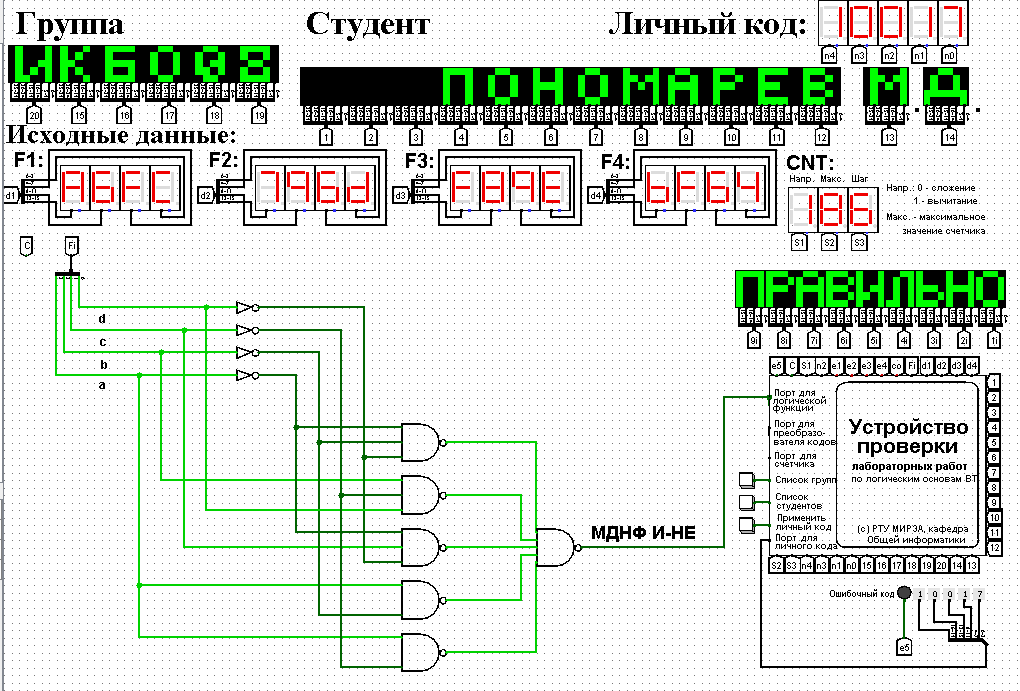 Группа Студент Личный код: 10017
n4 n3 n2 n1 n0
ИКБО08 ПОНОМАРЕВ М.Д.
20 15 16 17 18 19 1 2 3 4 5 6 7 8 9 10 11 12 13 14
Исходные данные:
F1: F2: F3: F4: CNT:
Напр. Макс. Шаг
d1 A6FC d2 d3 d4 186
S1 S2 S3
Напр.: 0 - сложение
1 - вычитание
Макс. - максимальное
значение счетчика
C Fi
ПРАВИЛЬНО
9i 8i 7i 6i 5i 4i 3i 2i 1i
d
c
b
a
e5 C S1 n2 e1 e2 e3 e4 co Fi d1 d2 d3 d4
Порт для
логической
функции
Порт для
преобразо-
вателя кодов
Порт для
счетчика
Список групп
Список
студентов
Применить
личный код
Порт для
личного кода
Устройство
проверки
лабораторных работ
по логическим основам ВТ
(с) РТУ МИРЭА, кафедра
Общей информатики
1
2
3
4
5
6
7
8
9
10
11
12
S2 S3 n4 n3 n1 n0 15 16 17 18 19 20 14 13
МДНФ И-НЕ
Ошибочный код 1 0 0 1 7
e5